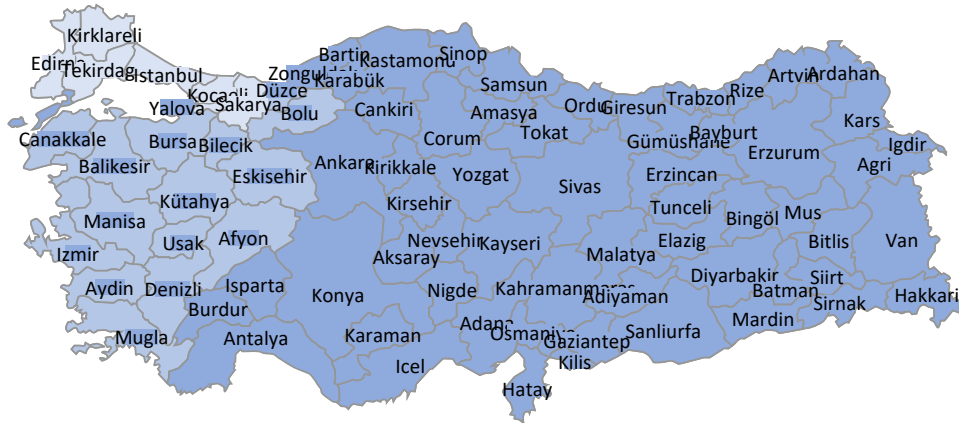 Kirklareli
Edirne
Tekirdag
Istanbul
Kocaeli
Sakarya
Yalova
Düzce
Zonguldak
Bartin
Karabük
Kastamonu
Sinop
Samsun
Bolu
Cankiri
Amasya
Ordu
Giresun
Trabzon
Rize
Artvin
Ardahan
Kars
Igdir
Canakkale
Balikesir
Bursa
Bilecik
Eskisehir
Ankara
Kirikkale
Corum
Tokat
Gümüshane
Bayburt
Erzurum
Agri
Kütahya
Yozgat
Sivas
Erzincan
Kirsehir
Tunceli
Bingöl
Mus
Manisa
Usak
Afyon
Izmir
Nevsehir
Kayseri
Aksaray
Malatya
Elazig
Bitlis
Van
Aydin
Denizli
Isparta
Burdur
Konya
Nigde
Kahramanmaras
Adiyaman
Diyarbakir
Batman
Siirt
Sirnak
Hakkari
Mugla
Antalya
Karaman
Icel
Adana
Osmaniye
Gaziantep
Kilis
Sanliurfa
Mardin
Hatay